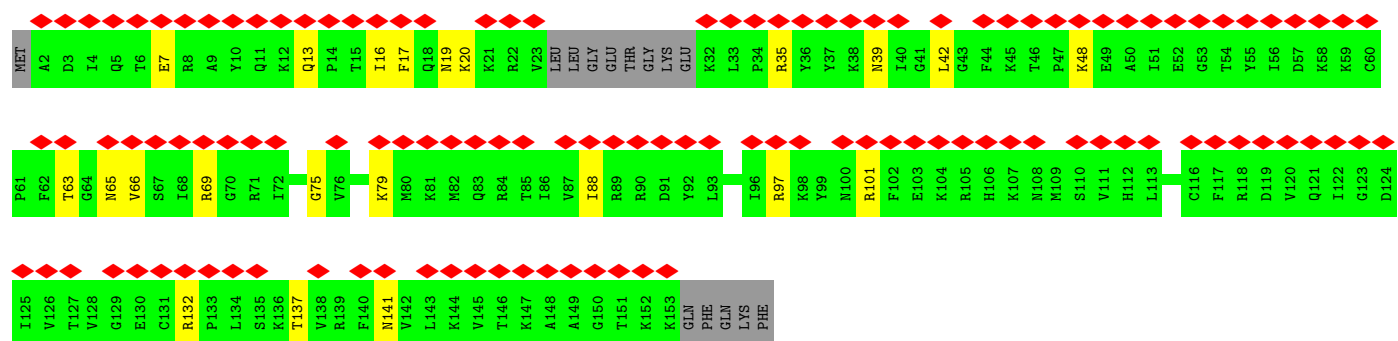 MET A2 D3 I4 Q5 T6 E7 R8 A9 Y10 Q11 K12 Q13 P14 T15 I16 F17 Q18 N19 K20 K21 R22 V23 LEU LEU GLY GLU THR GLY LYS GLU K32 L33 P34 R35 Y36 Y37 K38 N39 I40 G41 L42 G43 F44 K45 T46 P47 K48 E49 A50 I51 E52 G53 T54 Y55 I56 D57 K58 K59 C60
P61 F62 T63 G64 N65 V66 S67 I68 R69 G70 R71 I72 G75 V76 K79 M80 K81 M82 Q83 R84 T85 I86 V87 I88 R89 R90 D91 Y92 L93 I96 R97 K98 Y99 N100 R101 F102 E103 K104 R105 H106 K107 N108 M109 S110 V111 H112 L113 C116 F117 R118 D119 V120 Q121 I122 G123 D124
I125 V126 T127 V128 G129 E130 C131 R132 P133 L134 S135 K136 T137 V138 R139 F140 N141 V142 L143 K144 V145 T146 K147 A148 A149 G150 T151 K152 K153 GLN PHE GLN LYS PHE